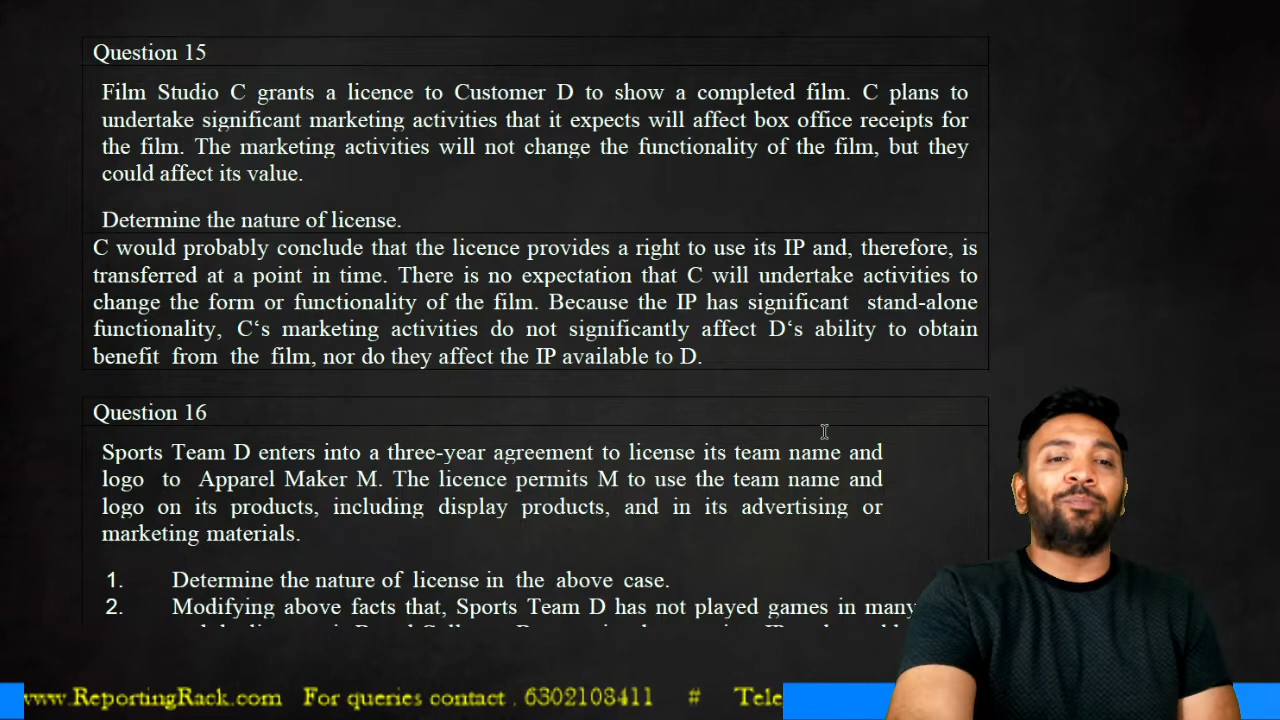 Question 15
Film Studio C grants a licence to Customer D to show a completed film. C plans to
undertake significant marketing activities that it expects will affect box office receipts for
the film. The marketing activities will not change the functionality of the film, but they
could affect its value.
Determine the nature of license.
C would probably conclude that the licence provides a right to use its IP and, therefore, is
transferred at a point in time. There is no expectation that C will undertake activities to
change the form or functionality of the film. Because the IP has significant stand-alone
functionality, C‘s marketing activities do not significantly affect D‘s ability to obtain
benefit from the film, nor do they affect the IP available to D.
Question 16
Sports Team D enters into a three-year agreement to license its team name and
logo to Apparel Maker M. The licence permits M to use the team name and
logo on its products, including display products, and in its advertising or
marketing materials.
1. Determine the nature of license in the above case.
2. Modifying above facts that, Sports Team D has not played games in many
www.ReportingRack.com For queries contact . 6302108411 # Tele